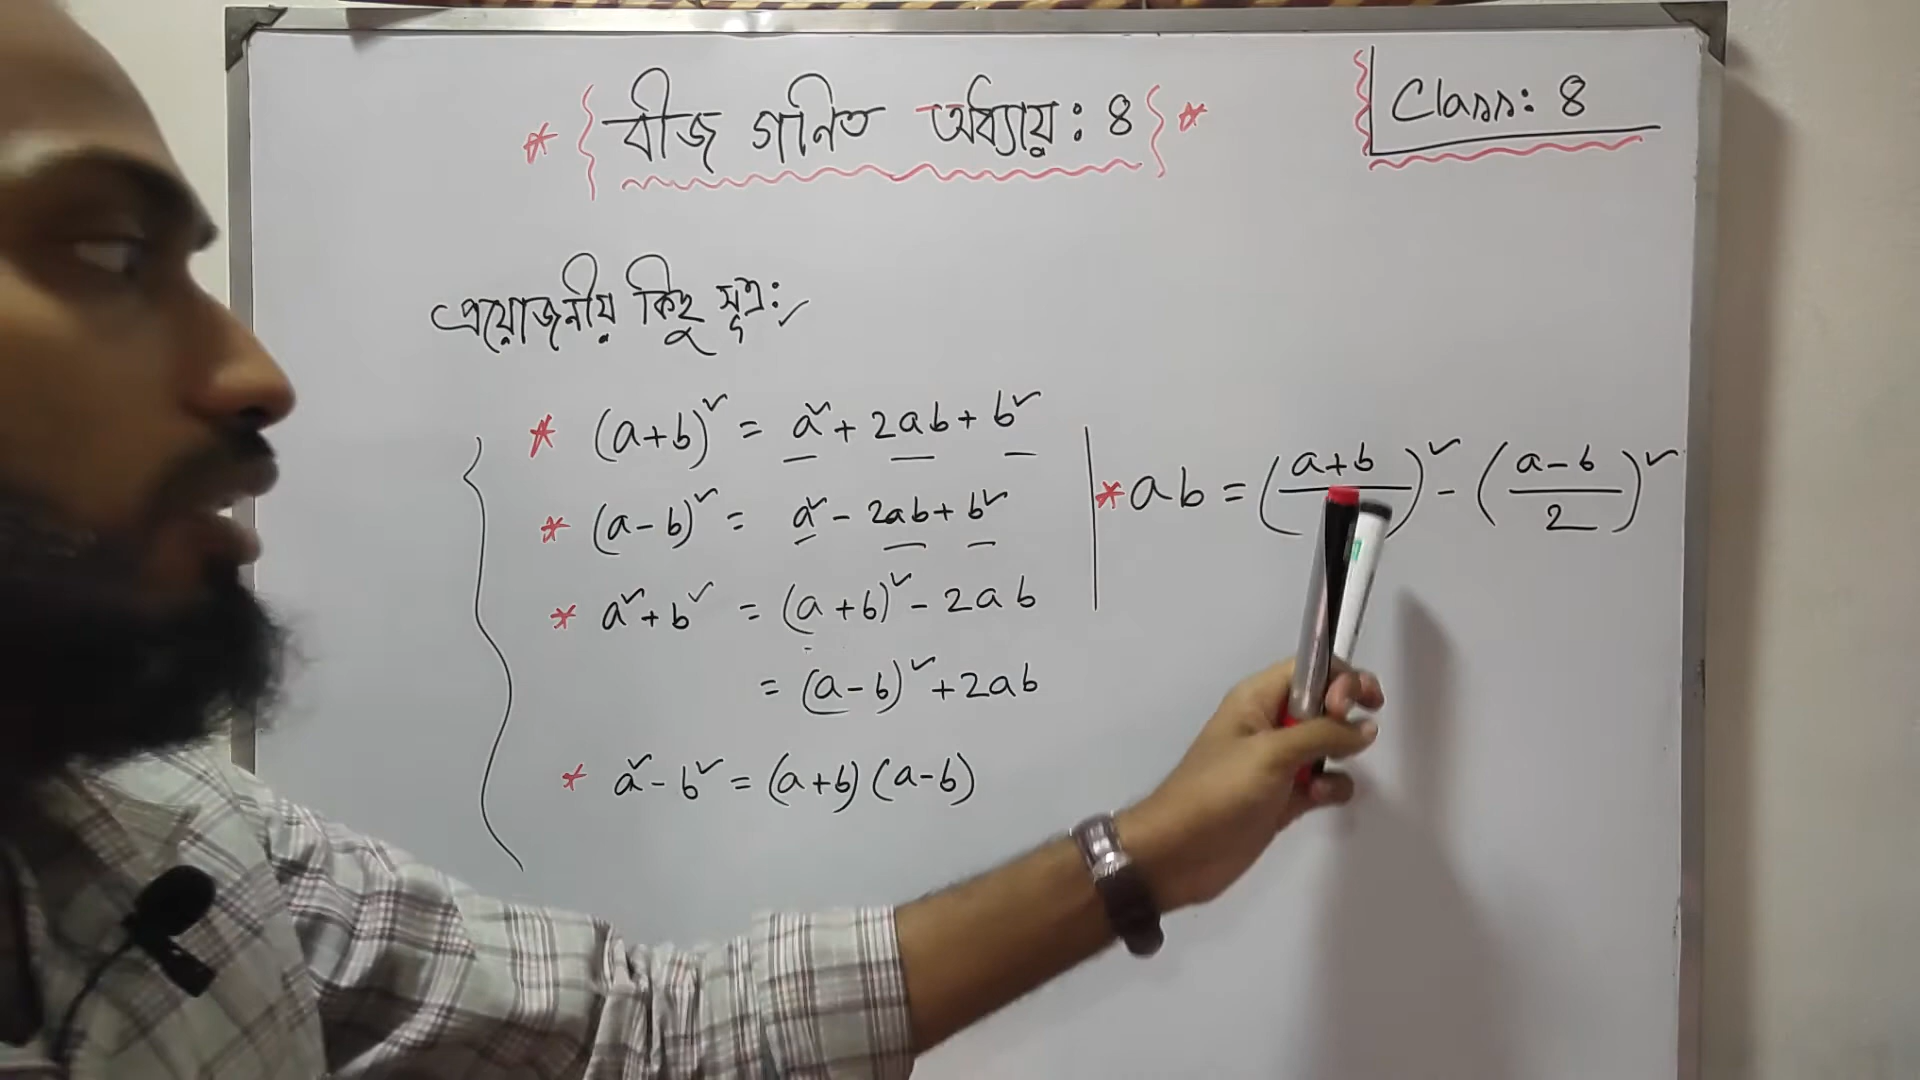 * { বীজ গনিত অধ্যায়: ৪ } *
Class: 8
প্রয়োজনীয় কিছু সূত্র: ✓
* (a+b)² = a² + 2ab + b²
* (a-b)² = a² - 2ab + b²
* a² + b² = (a+b)² - 2ab
= (a-b)² + 2ab
* a² - b² = (a+b)(a-b)
* ab = (a+b/ )² - (a-b/2)²